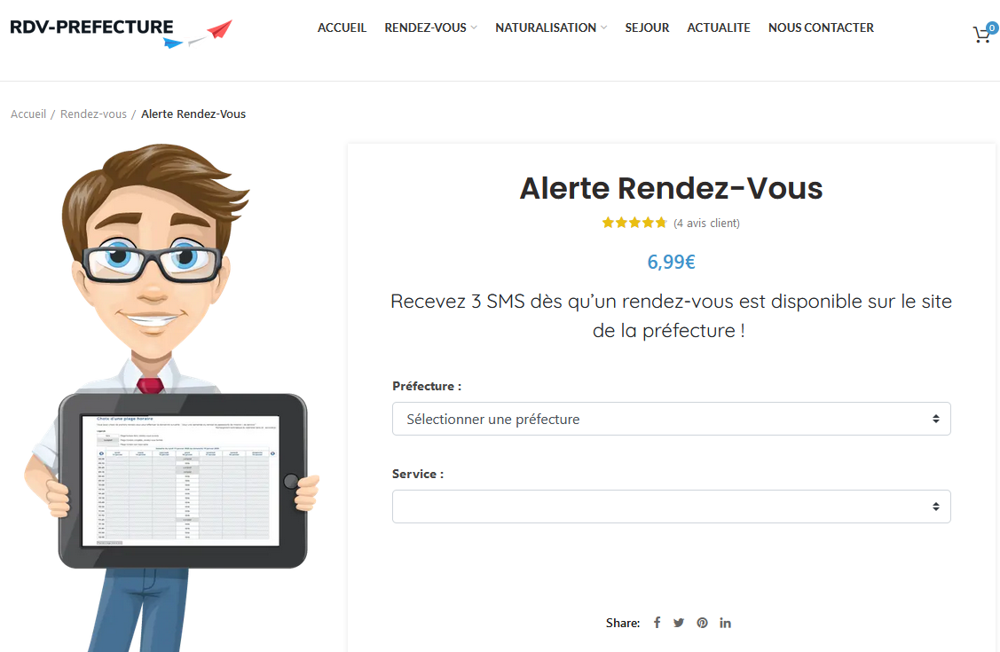 RDV-PREFECTURE
ACCUEIL RENDEZ-VOUS NATURALISATION SEJOUR ACTUALITE NOUS CONTACTER
0
Accueil / Rendez-vous / Alerte Rendez-Vous
Alerte Rendez-Vous
(4 avis client)
6,99€
Recevez 3 SMS dès qu’un rendez-vous est disponible sur le site
de la préfecture !
Préfecture :
Sélectionner une préfecture
Service :
Choix d'une plage horaire
Share: